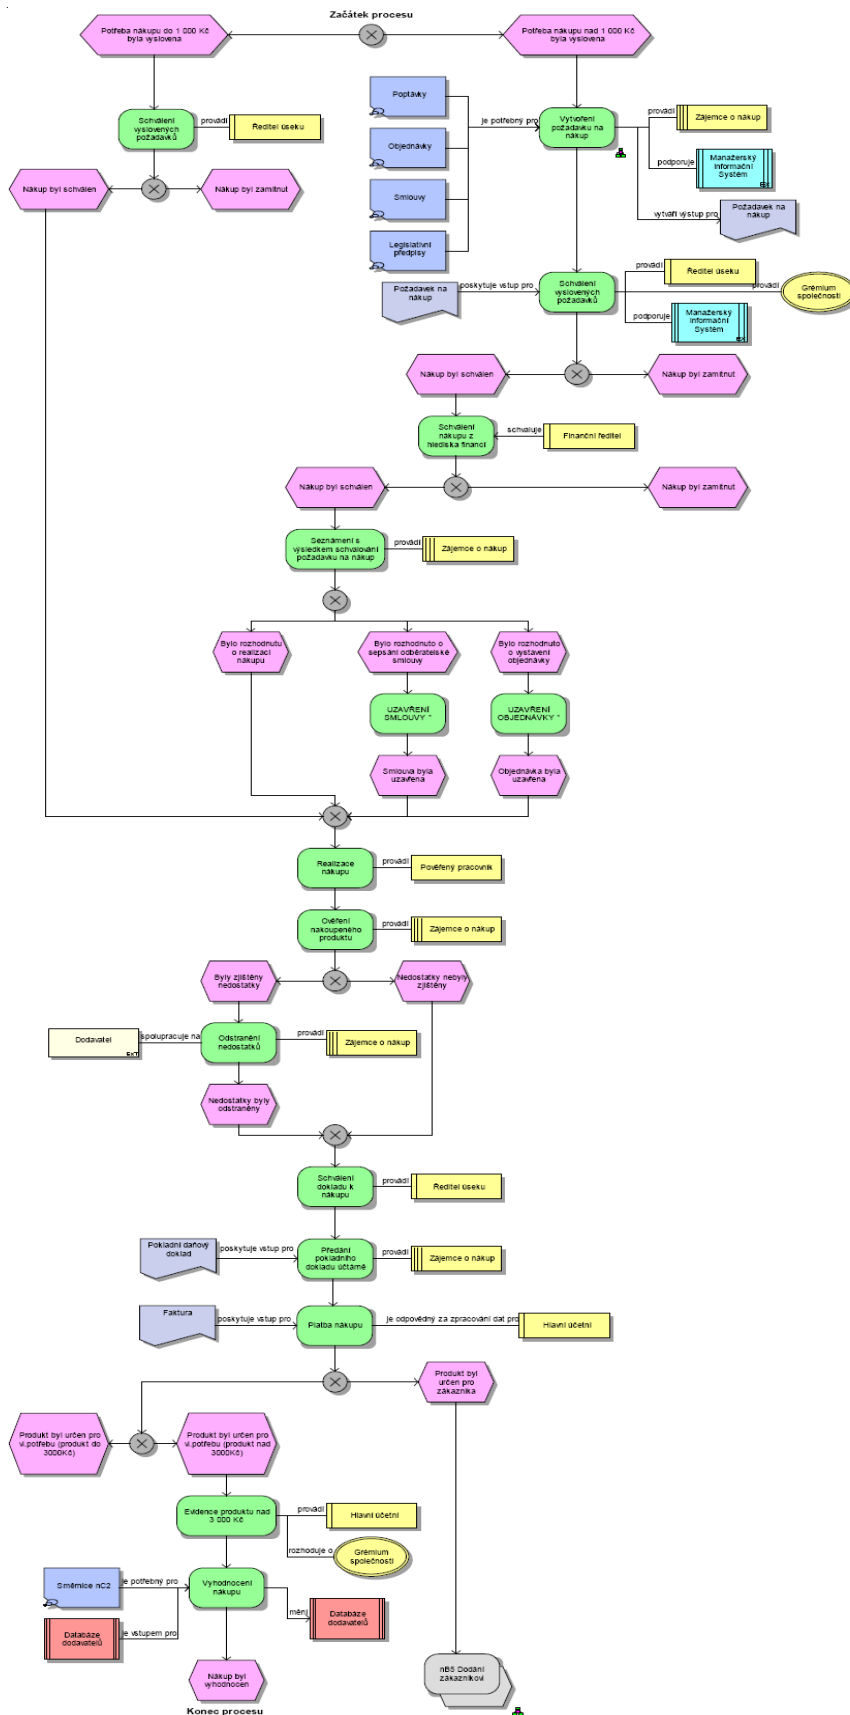 Začátek procesu
Potřeba nákupu do 1 000 Kč
byla vyslovena
Potřeba nákupu nad 1 000 Kč
byla vyslovena
Poptávky
Schválení
vyslovených
požadavků
provádí
Ředitel úseku
je potřebný pro
Vytvoření
požadavku na
nákup
provádí
Zájemce o nákup
Objednávky
podporuje
Manažerský
Informační
Systém
Nákup byl schválen
Nákup byl zamítnut
Smlouvy
vytváří výstup pro
Požadavek na
nákup
Legislativní
předpisy
Požadavek na
nákup
poskytuje vstup pro
Schválení
vyslovených
požadavků
provádí
Ředitel úseku
provádí
Grémium
společnosti
podporuje
Manažerský
Informační
Systém
Nákup byl schválen
Nákup byl zamítnut
Schválení
nákupu z
hlediska financí
schvaluje
Finanční ředitel
Nákup byl schválen
Nákup byl zamítnut
Seznámení s
výsledkem schvalování
požadavku na nákup
provádí
Zájemce o nákup
Bylo rozhodnutu
o realizaci
nákupu
Bylo rozhodnuto o
sepsání odběratelské
smlouvy
Bylo rozhodnuto
o vystavení
objednávky
UZAVŘENÍ
SMLOUVY *
UZAVŘENÍ
OBJEDNÁVKY *
Smlouva byla
uzavřena
Objednávka byla
uzavřena
Realizace
nákupu
provádí
Pověřený pracovník
Ověření
nakoupeného
produktu
provádí
Zájemce o nákup
Byly zjištěny
nedostatky
Nedostatky nebyly
zjištěny
Dodavatel
EXT
spolupracuje na
Odstranění
nedostatků
provádí
Zájemce o nákup
Nedostatky byly
odstraněny
Schválení
dokladu k
nákupu
provádí
Ředitel úseku
Pokladní daňový
doklad
poskytuje vstup pro
Předání
pokladního
dokladu účtárně
provádí
Zájemce o nákup
Faktura
poskytuje vstup pro
Platba nákupu
je odpovědný za zpracování dat pro
Hlavní účetní
Produkt byl
určen pro
zákazníka
Produkt byl určen pro
vl.potřebu (produkt do
3000Kč)
Produkt byl určen pro
vl.potřebu (produkt nad
3000Kč)
Evidence produktu nad
3 000 Kč
provádí
Hlavní účetní
rozhoduje o
Grémium
společnosti
Směrnice nC2
je potřebný pro
Vyhodnocení
nákupu
mění
Databáze
dodavatelů
Databáze
dodavatelů
je vstupem pro
Nákup byl
vyhodnocen
nB5 Dodání
zákazníkovi
Konec procesu